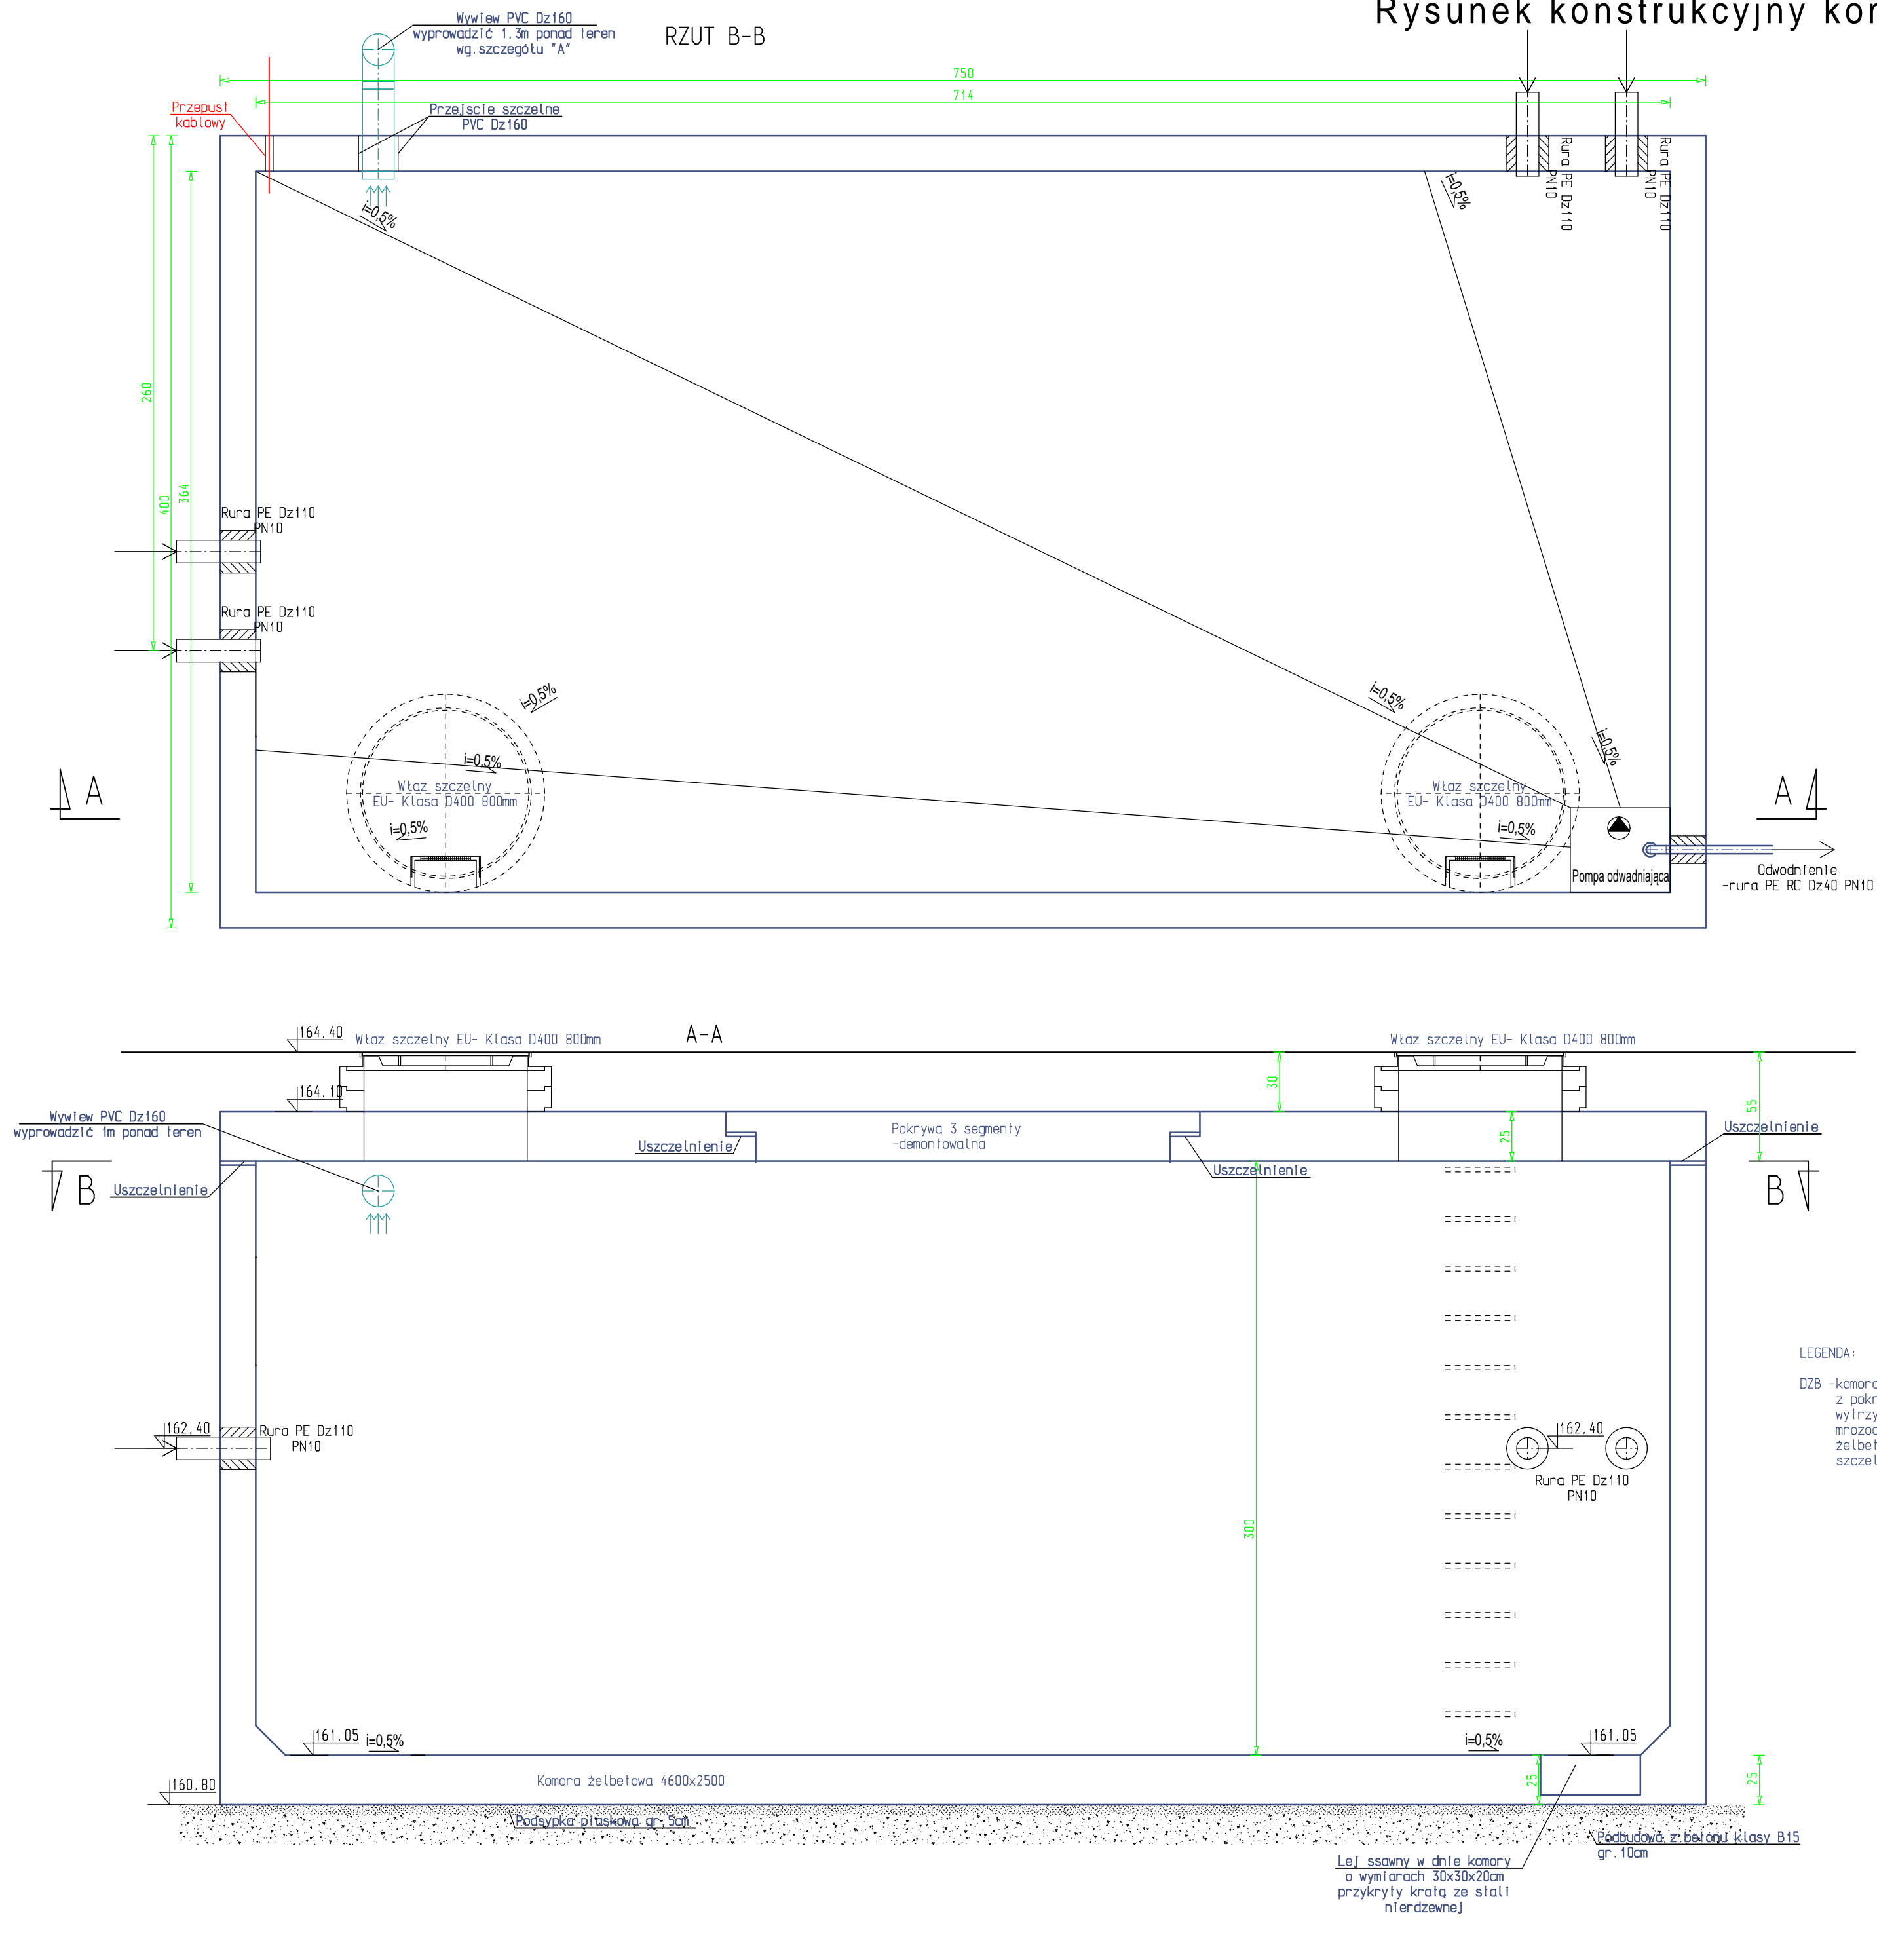 Rysunek konstrukcyjny kor
Wywiew PVC Dz160
wyprowadzić 1.3m ponad teren
wg.szczegółu "A"
RZUT B-B
750
714
Przepust
kablowy
Przejscie szczelne
PVC Dz160
Rura PE Dz110
PN10
Rura PE Dz110
PN10
i=0,5%
i=0,5%
260
400
364
Rura PE Dz110
PN10
Rura PE Dz110
PN10
i=0,5%
i=0,5%
i=0,5%
i=0,5%
Właz szczelny
EU- Klasa D400 800mm
Właz szczelny
EU- Klasa D400 800mm
A
A
i=0,5%
i=0,5%
Pompa odwadniająca
Odwodnienie
-rura PE RC Dz40 PN10
A-A
164.40
Właz szczelny EU- Klasa D400 800mm
Właz szczelny EU- Klasa D400 800mm
30
164.10
55
Wywiew PVC Dz160
wyprowadzić 1m ponad teren
Pokrywa 3 segmenty
-demontowalna
25
Uszczelnienie
Uszczelnienie
Uszczelnienie
Uszczelnienie
B
B
LEGENDA:
DZB -komora
z pokr
wytrzy
mrozoo
żelbet
szczel
162.40
Rura PE Dz110
PN10
162.40
Rura PE Dz110
PN10
300
161.05
i=0,5%
i=0,5%
161.05
160.80
Komora żelbetowa 4600x2500
25
25
Podsypka piaskowa gr.5cm
Podbudowa z betonu klasy B15
gr.10cm
Lej ssawny w dnie komory
o wymiarach 30x30x20cm
przykryty kratą ze stali
nierdzewnej